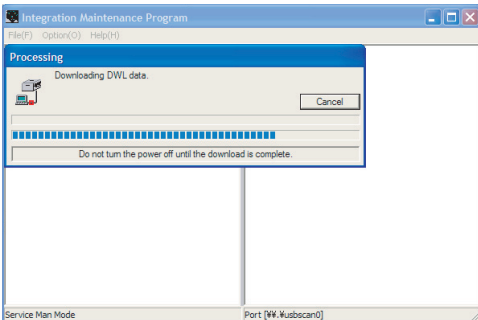 Integration Maintenance Program
File(F) Option(O) Help(H)
Processing
Downloading DWL data.
Cancel
Do not turn the power off until the download is complete.
Service Man Mode Port [¥¥.¥usbscan0]